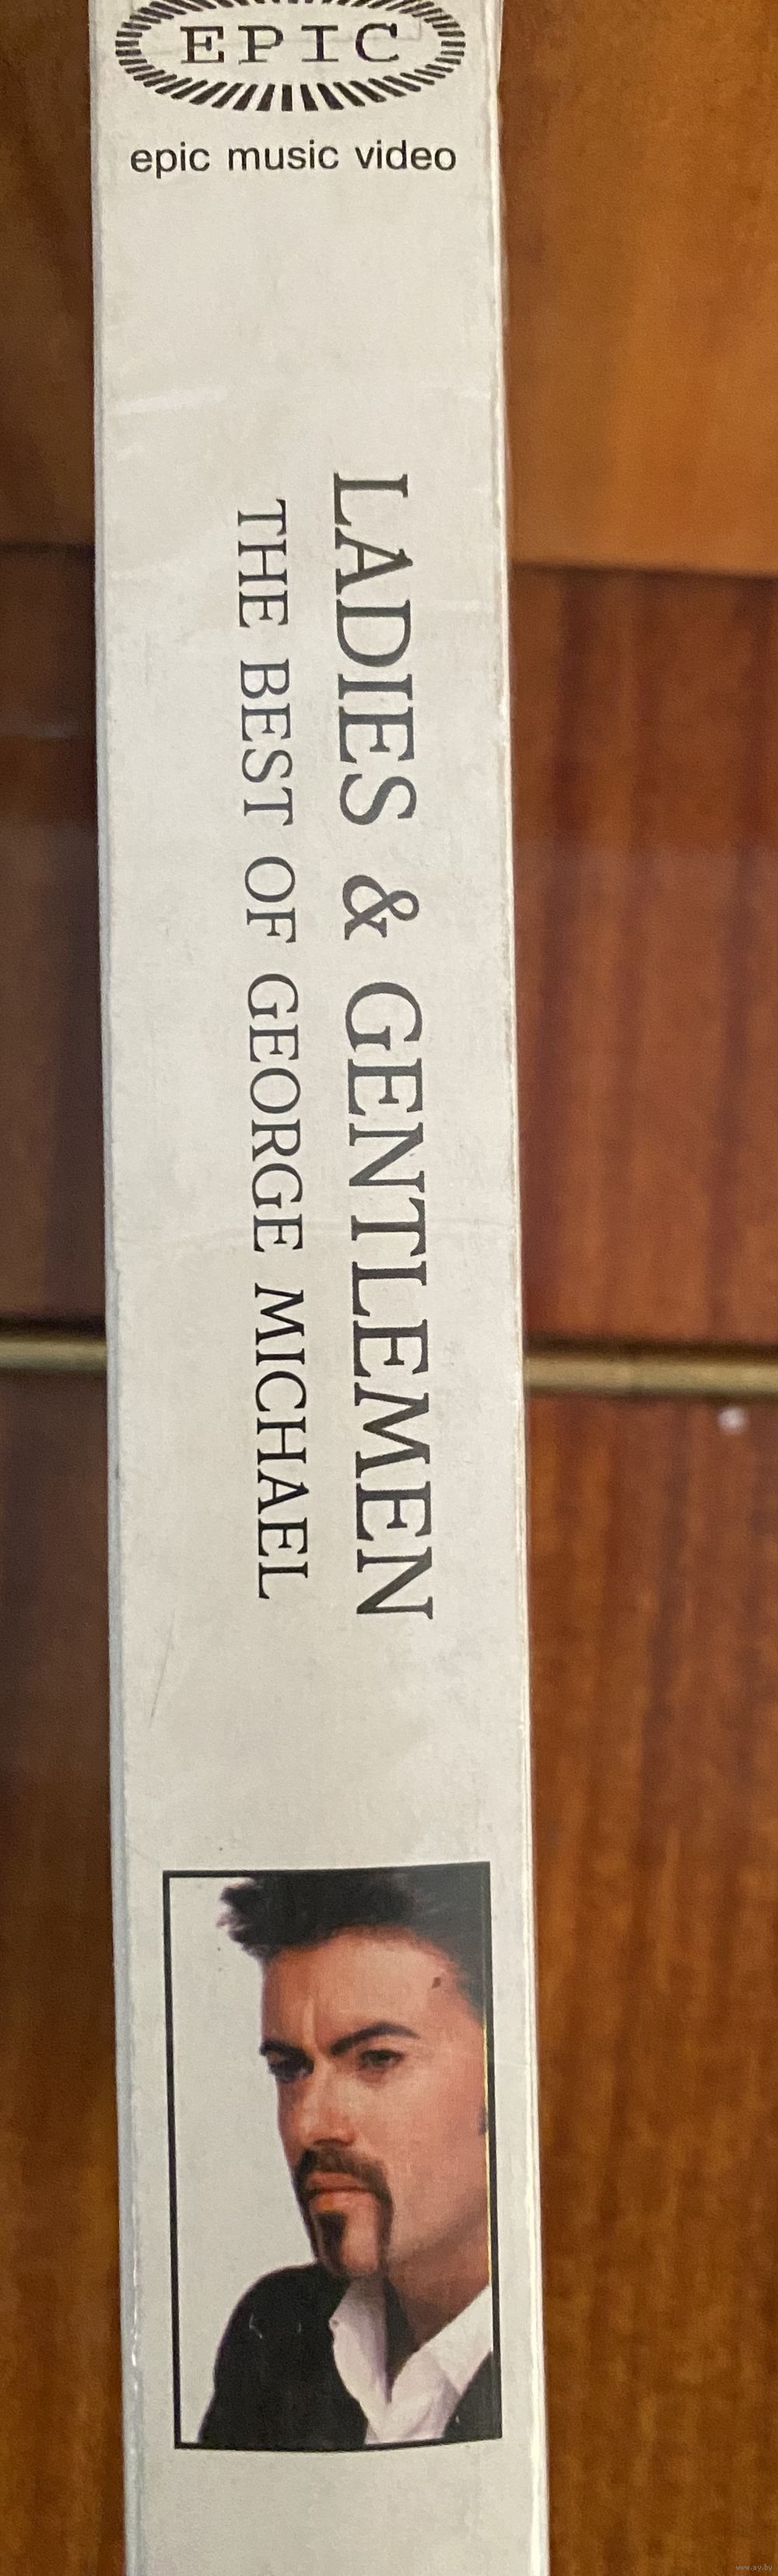 EPIC
epic music video
LADIES & GENTLEMEN
THE BEST OF GEORGE MICHAEL